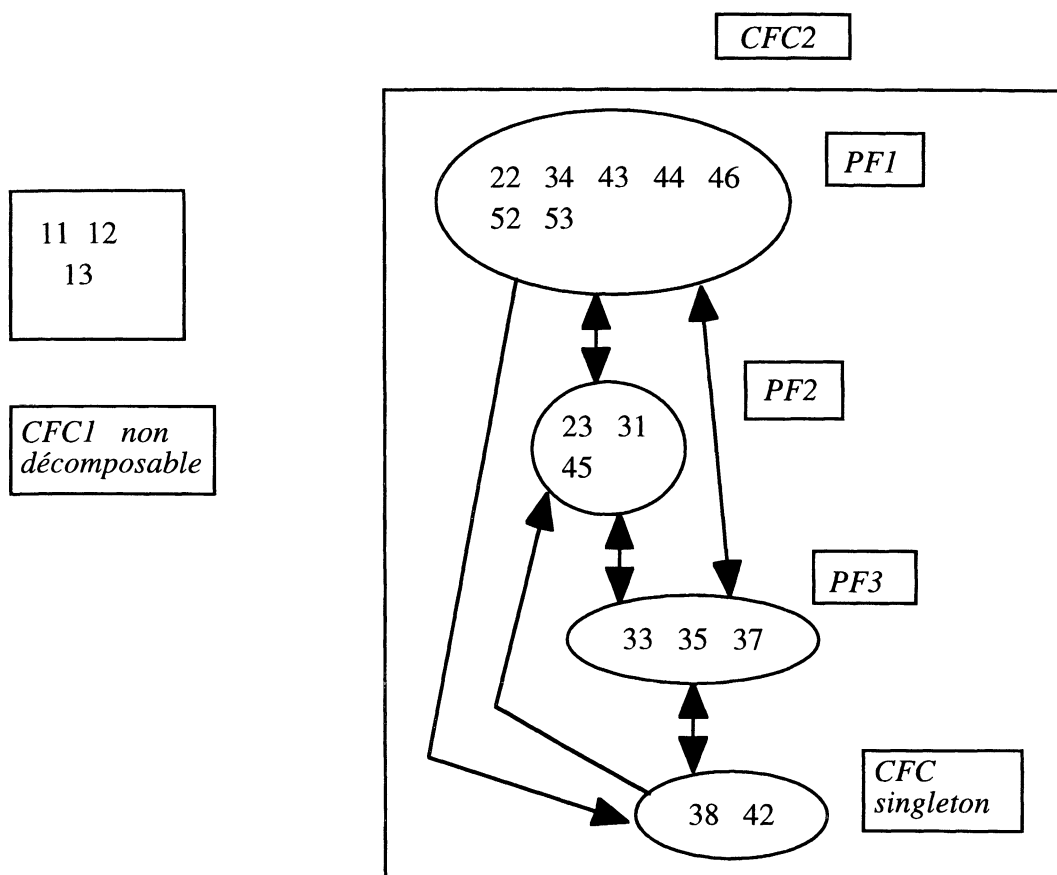 CFC2
PF1
22 34 43 44 46
52 53
11 12
13
PF2
CFC1 non
décomposable
23 31
45
PF3
33 35 37
CFC
singleton
38 42